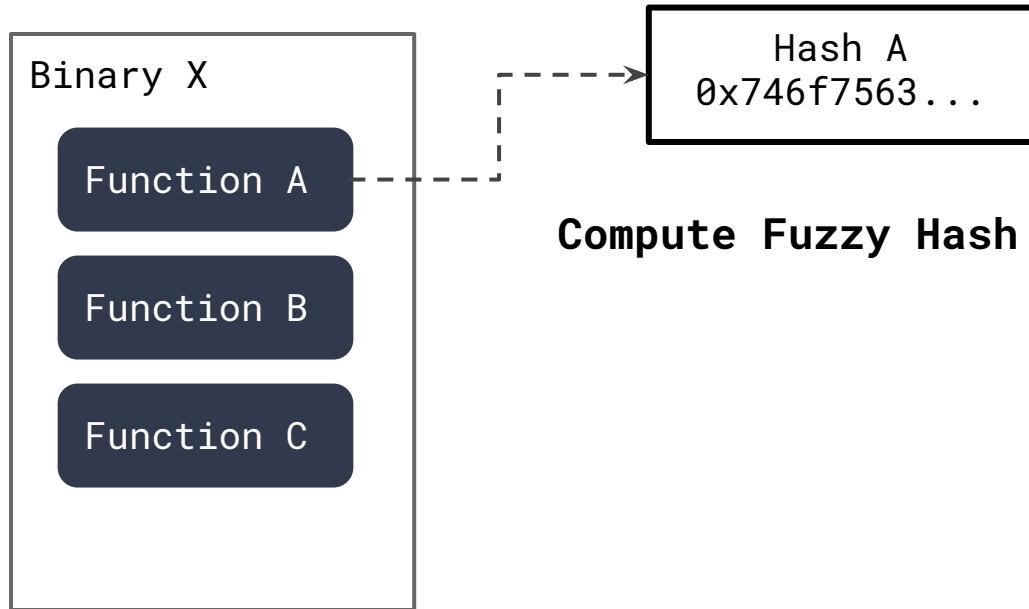 Binary X
Function A
Function B
Function C
Hash A
0x746f7563...
Compute Fuzzy Hash